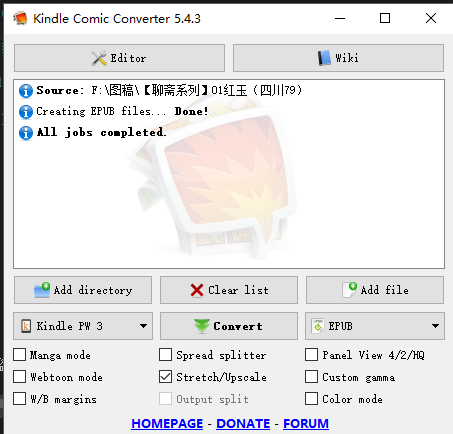 Kindle Comic Converter 5.4.3
Editor
Wiki
Source: F:\图稿\【聊斋系列】01红玉（四川79）
Creating EPUB files... Done!
All jobs completed.
Add directory
Clear list
Add file
Kindle PW 3
Convert
EPUB
Manga mode
Spread splitter
Panel View 4/2/HQ
Webtoon mode
Stretch/Upscale
Custom gamma
W/B margins
Output split
Color mode
HOMEPAGE - DONATE - FORUM